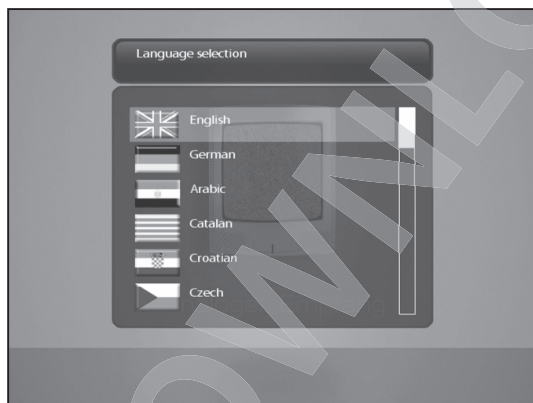 Language selection
English
German
Arabic
Catalan
Croatian
Czech